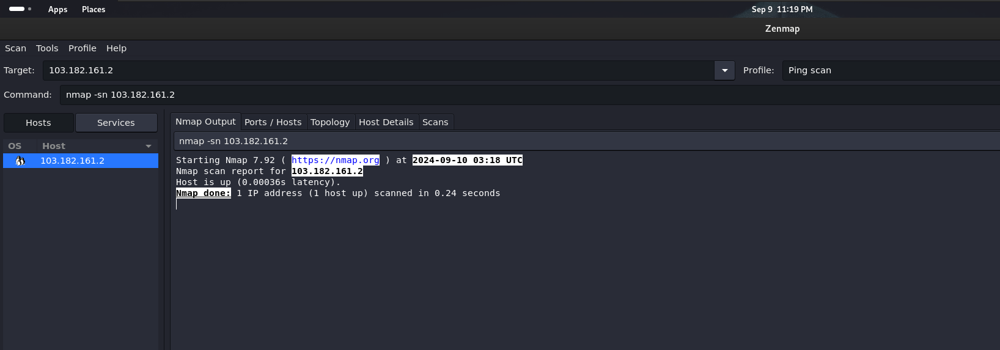 Apps Places Sep 9 11:19 PM
Zenmap
Scan Tools Profile Help
Target: 103.182.161.2 Profile: Ping scan
Command: nmap -sn 103.182.161.2
Hosts Services Nmap Output Ports / Hosts Topology Host Details Scans
nmap -sn 103.182.161.2
OS Host
103.182.161.2
Starting Nmap 7.92 ( https://nmap.org ) at 2024-09-10 03:18 UTC
Nmap scan report for 103.182.161.2
Host is up (0.00036s latency).
Nmap done: 1 IP address (1 host up) scanned in 0.24 seconds